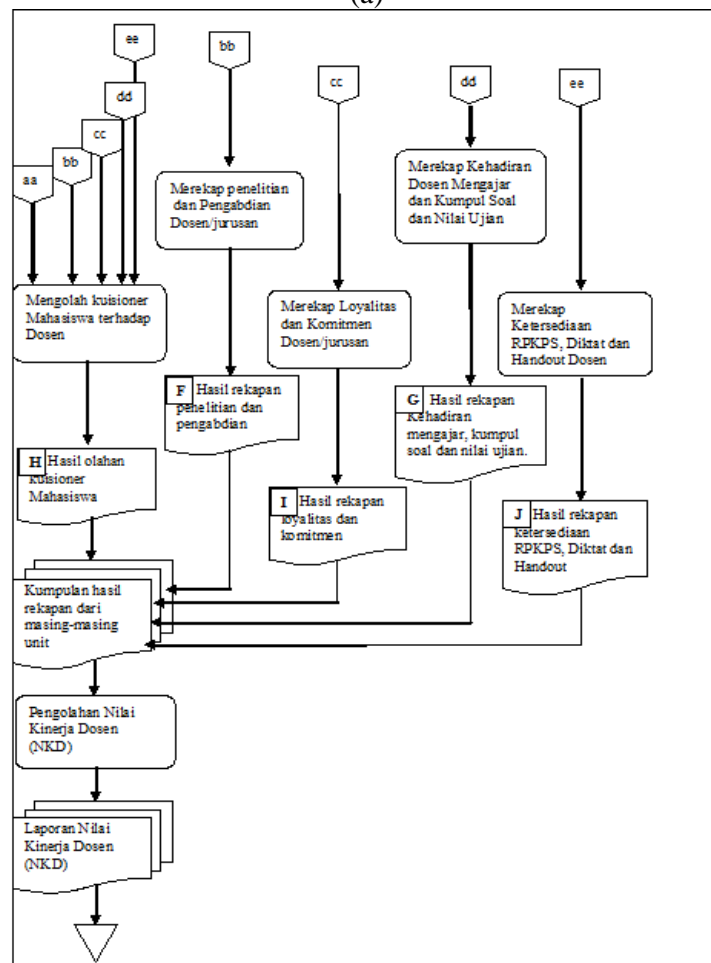 (a)
ee
bb
cc
dd
ee
dd
cc
bb
aa
Merekap penelitian
dan Pengabdian
Dosen/jurusan
Merekap Kehadiran
Dosen Mengajar
dan Kumpul Soal
dan Nilai Ujian
Mengolah kuisioner
Mahasiswa terhadap
Dosen
Merekap Loyalitas
dan Komitmen
Dosen/jurusan
Merekap
Ketersediaan
RPKPS, Diktat dan
Handout Dosen
F Hasil rekapan
penelitian dan
pengabdian
G Hasil rekapan
Kehadiran
mengajar, kumpul
soal dan nilai ujian.
H Hasil olahan
kuisioner
Mahasiswa
I Hasil rekapan
loyalitas dan
komitmen
J Hasil rekapan
ketersediaan
RPKPS, Diktat dan
Handout
Kumpulan hasil
rekapan dari
masing-masing
unit
Pengolahan Nilai
Kinerja Dosen
(NKD)
Laporan Nilai
Kinerja Dosen
(NKD)